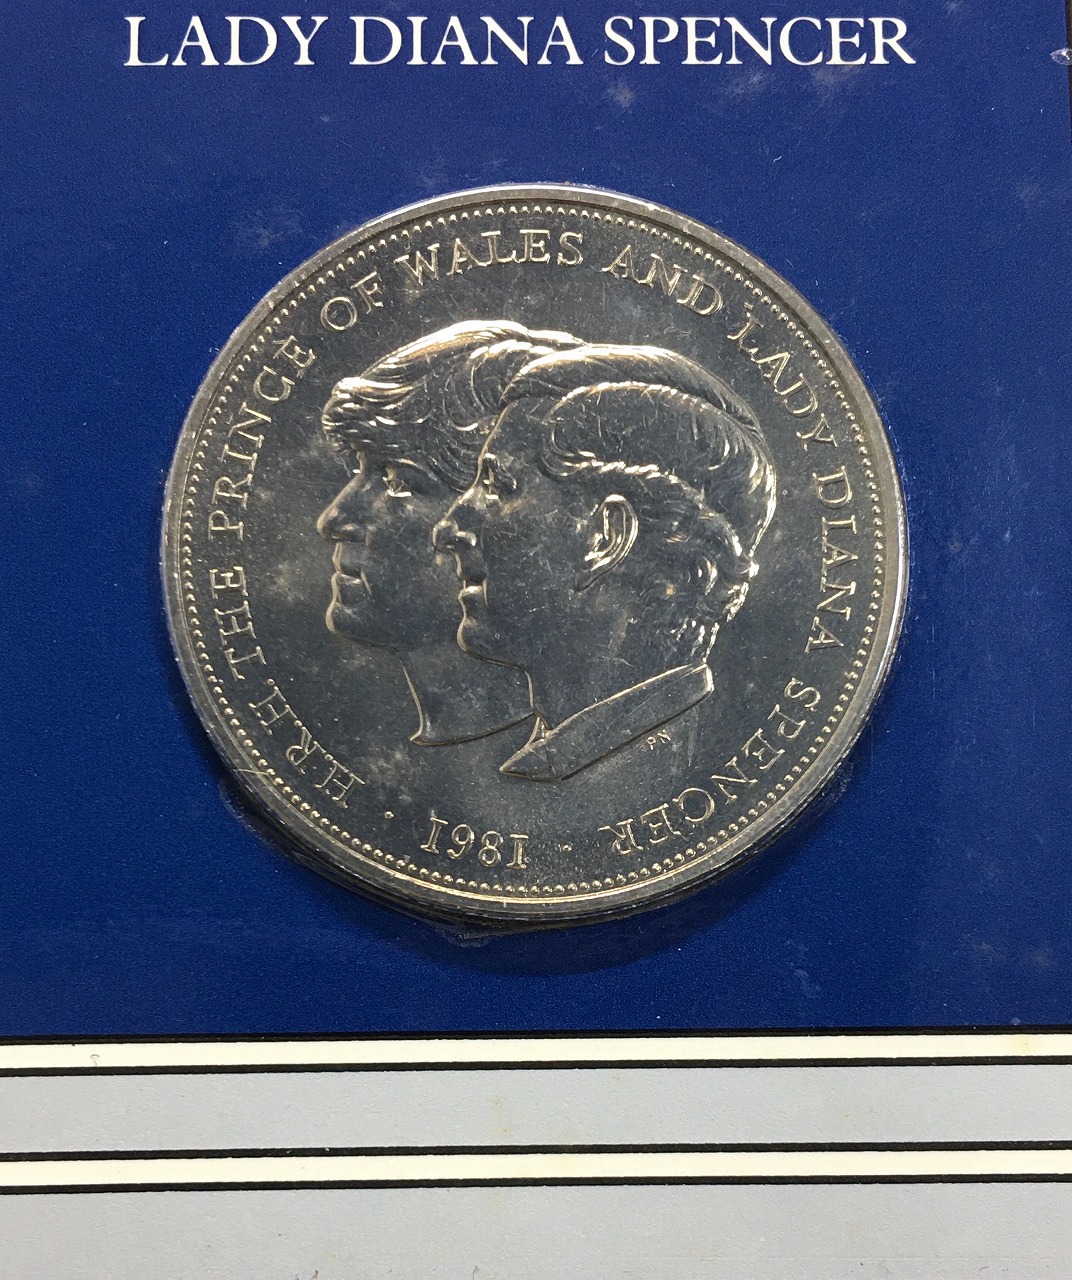 LADY DIANA SPENCER
H.R.H. THE PRINCE OF WALES AND LADY DIANA SPENCER
· 1981 ·
PN